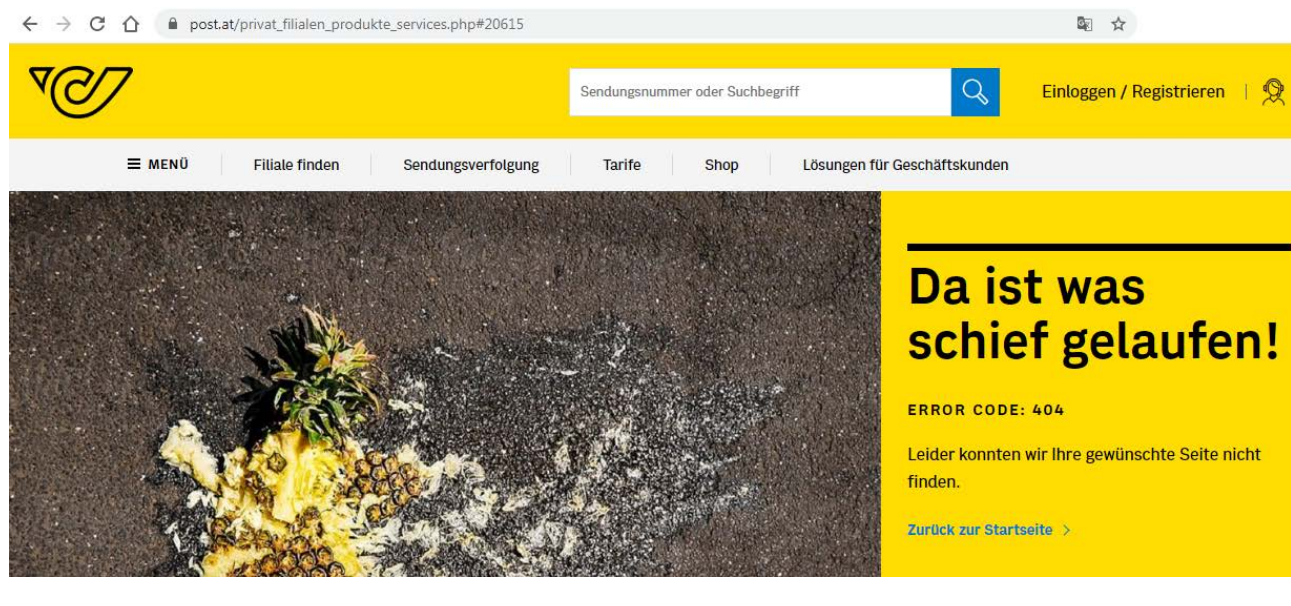 post.at/privat_filialen_produkte_services.php#20615
Sendungsnummer oder Suchbegriff
Einloggen / Registrieren
MENÜ
Filiale finden
Sendungsverfolgung
Tarife
Shop
Lösungen für Geschäftskunden
Da ist was
schief gelaufen!
ERROR CODE: 404
Leider konnten wir Ihre gewünschte Seite nicht
finden.
Zurück zur Startseite